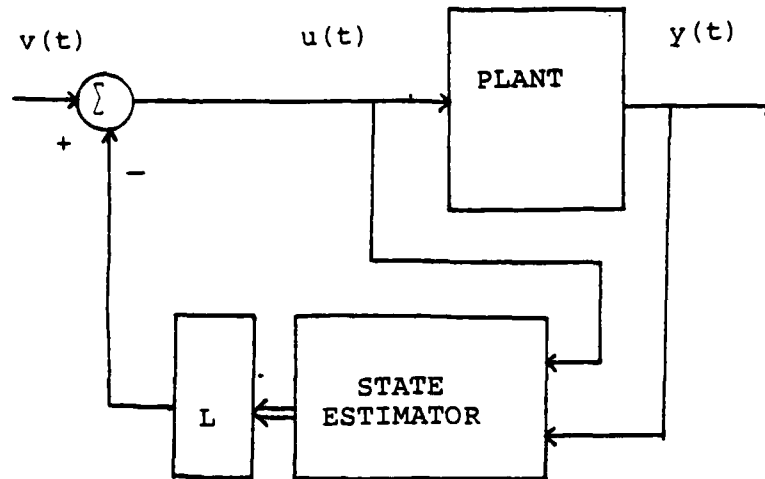 v(t)
u(t)
y(t)
PLANT
Σ
+
−
STATE
ESTIMATOR
L